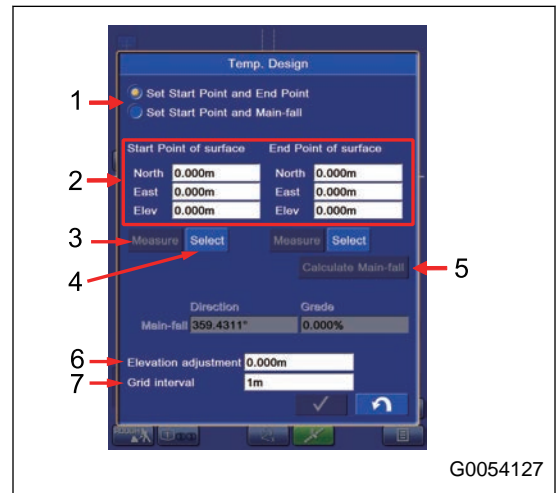 Temp. Design
1
Set Start Point and End Point
Set Start Point and Main-fall
2
Start Point of surface End Point of surface
North 0.000m North 0.000m
East 0.000m East 0.000m
Elev 0.000m Elev 0.000m
3
Measure Select Measure Select
4
Calculate Main-fall
5
Direction Grade
Main-fall 359.4311° 0.000%
6
Elevation adjustment 0.000m
7
Grid interval 1m
G0054127